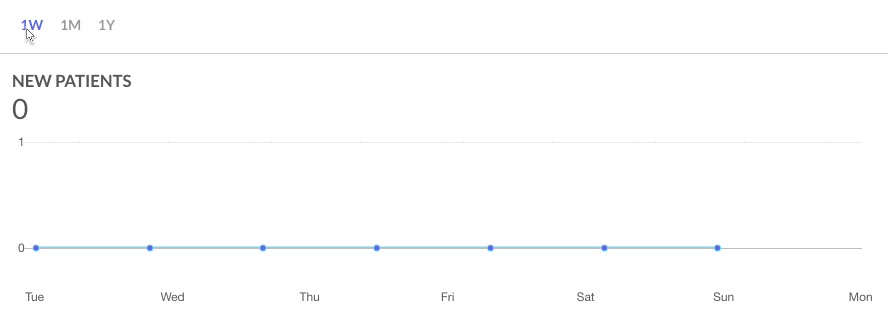 1W 1M 1Y
NEW PATIENTS
0
1
0
Tue Wed Thu Fri Sat Sun Mon